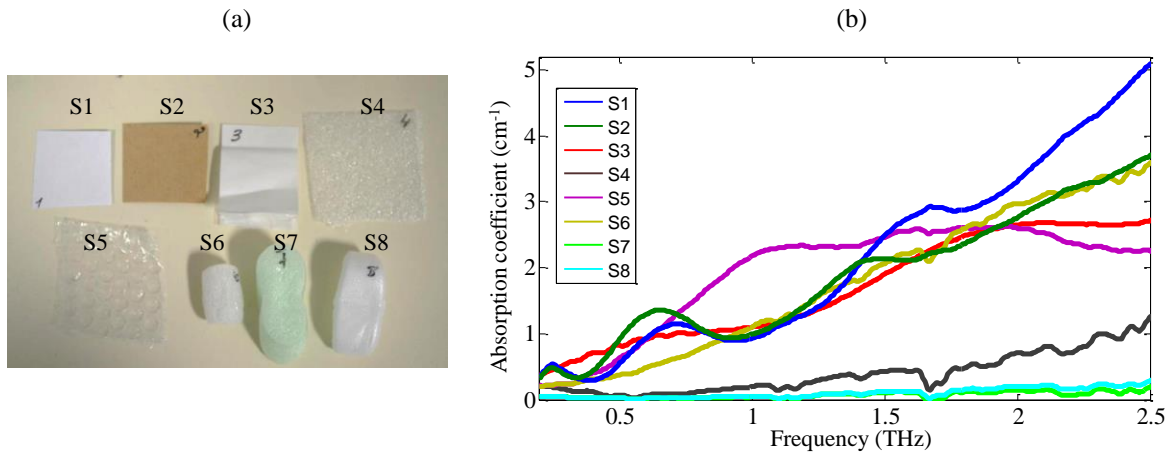 (a)
(b)
S1 S2 S3 S4
S5 S6 S7 S8
1
3
4
Absorption coefficient (cm⁻¹)
5
4
3
2
1
0
S1
S2
S3
S4
S5
S6
S7
S8
0.5 1 1.5 2 2.5
Frequency (THz)